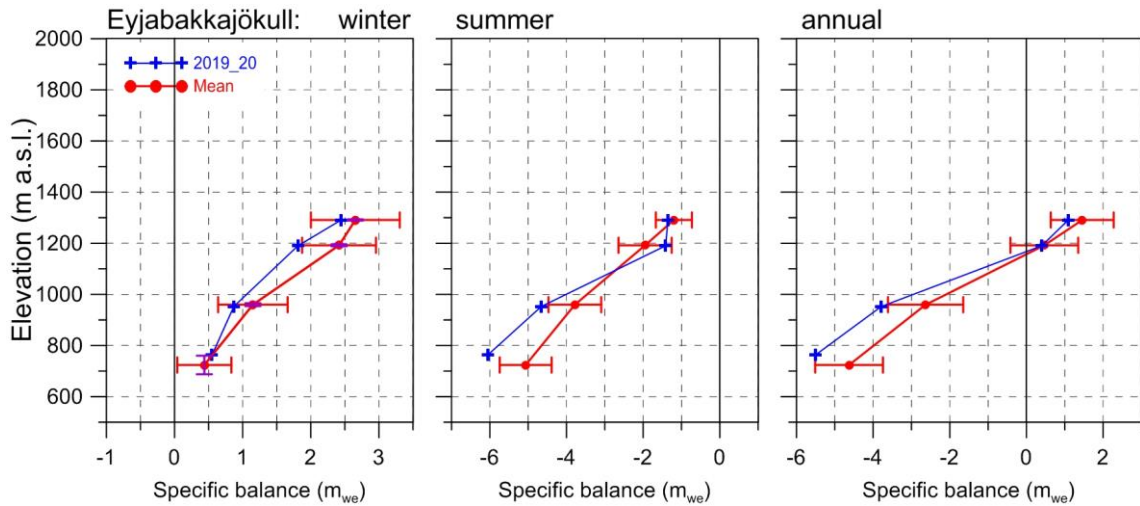 Eyjabakkajökull: winter
summer
annual
2000
1800
1600
1400
1200
1000
800
600
Elevation (m a.s.l.)
2019_20
Mean
-1 0 1 2 3
-6 -4 -2 0
-6 -4 -2 0 2
Specific balance (mwe)
Specific balance (mwe)
Specific balance (mwe)